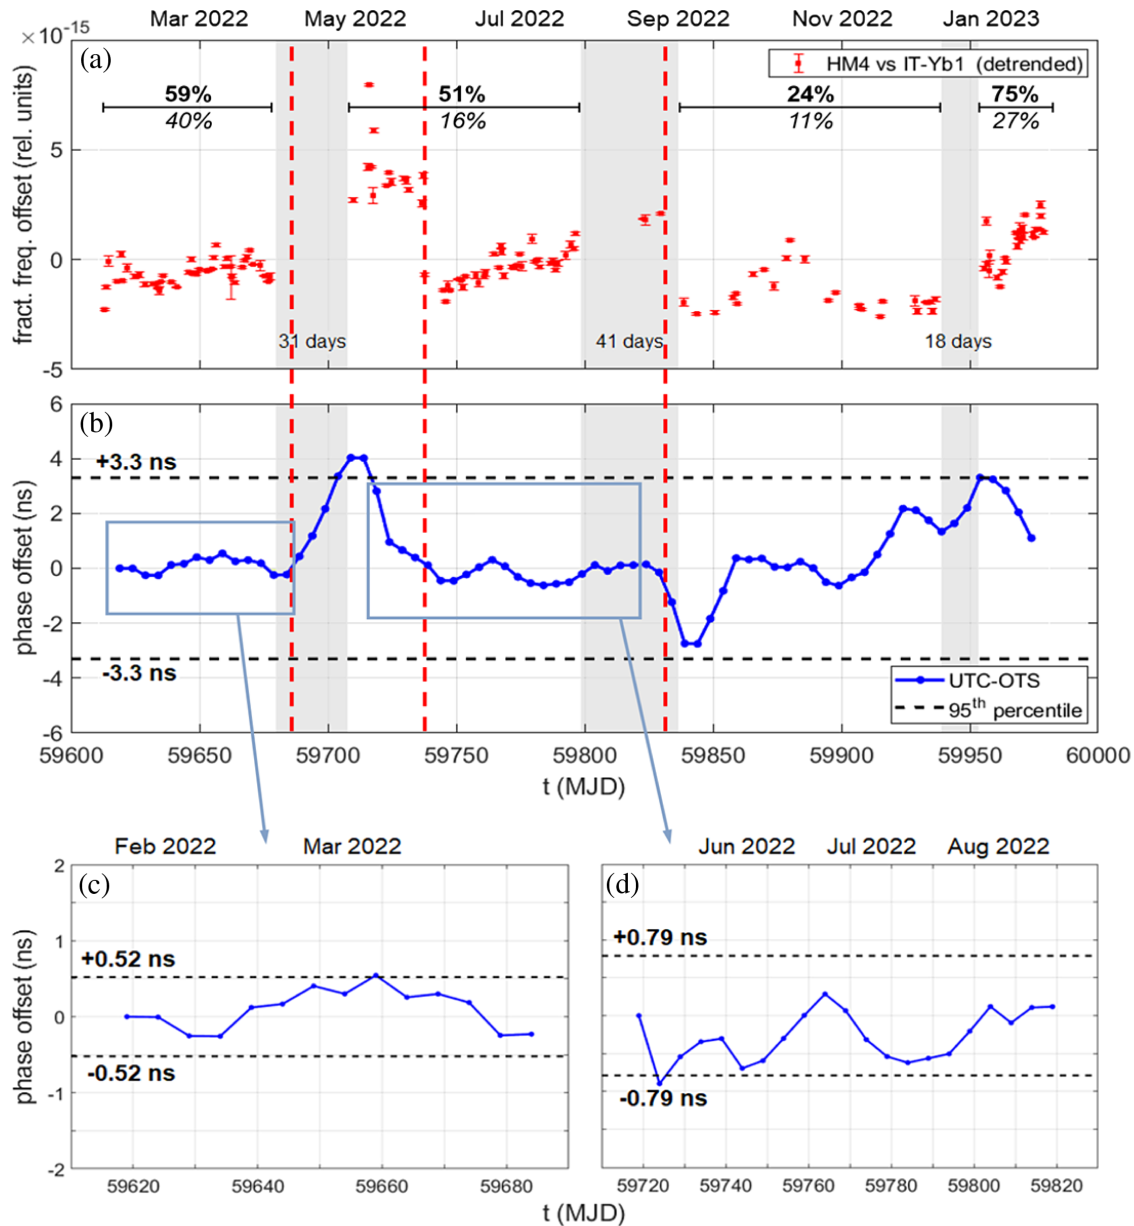 Mar 2022 May 2022 Jul 2022 Sep 2022 Nov 2022 Jan 2023
×10⁻¹⁵
(a)
HM4 vs IT-Yb1 (detrended)
59% 51% 24% 75%
40% 16% 11% 27%
5
0
-5
fract. freq. offset (rel. units)
31 days 41 days 18 days
(b)
6
4
2
0
-2
-4
-6
phase offset (ns)
+3.3 ns
-3.3 ns
UTC-OTS
95th percentile
59600 59650 59700 59750 59800 59850 59900 59950 60000
t (MJD)
Feb 2022 Mar 2022
(c)
2
1
0
-1
-2
phase offset (ns)
+0.52 ns
-0.52 ns
59620 59640 59660 59680
Jun 2022 Jul 2022 Aug 2022
(d)
+0.79 ns
-0.79 ns
59720 59740 59760 59780 59800 59820
t (MJD)